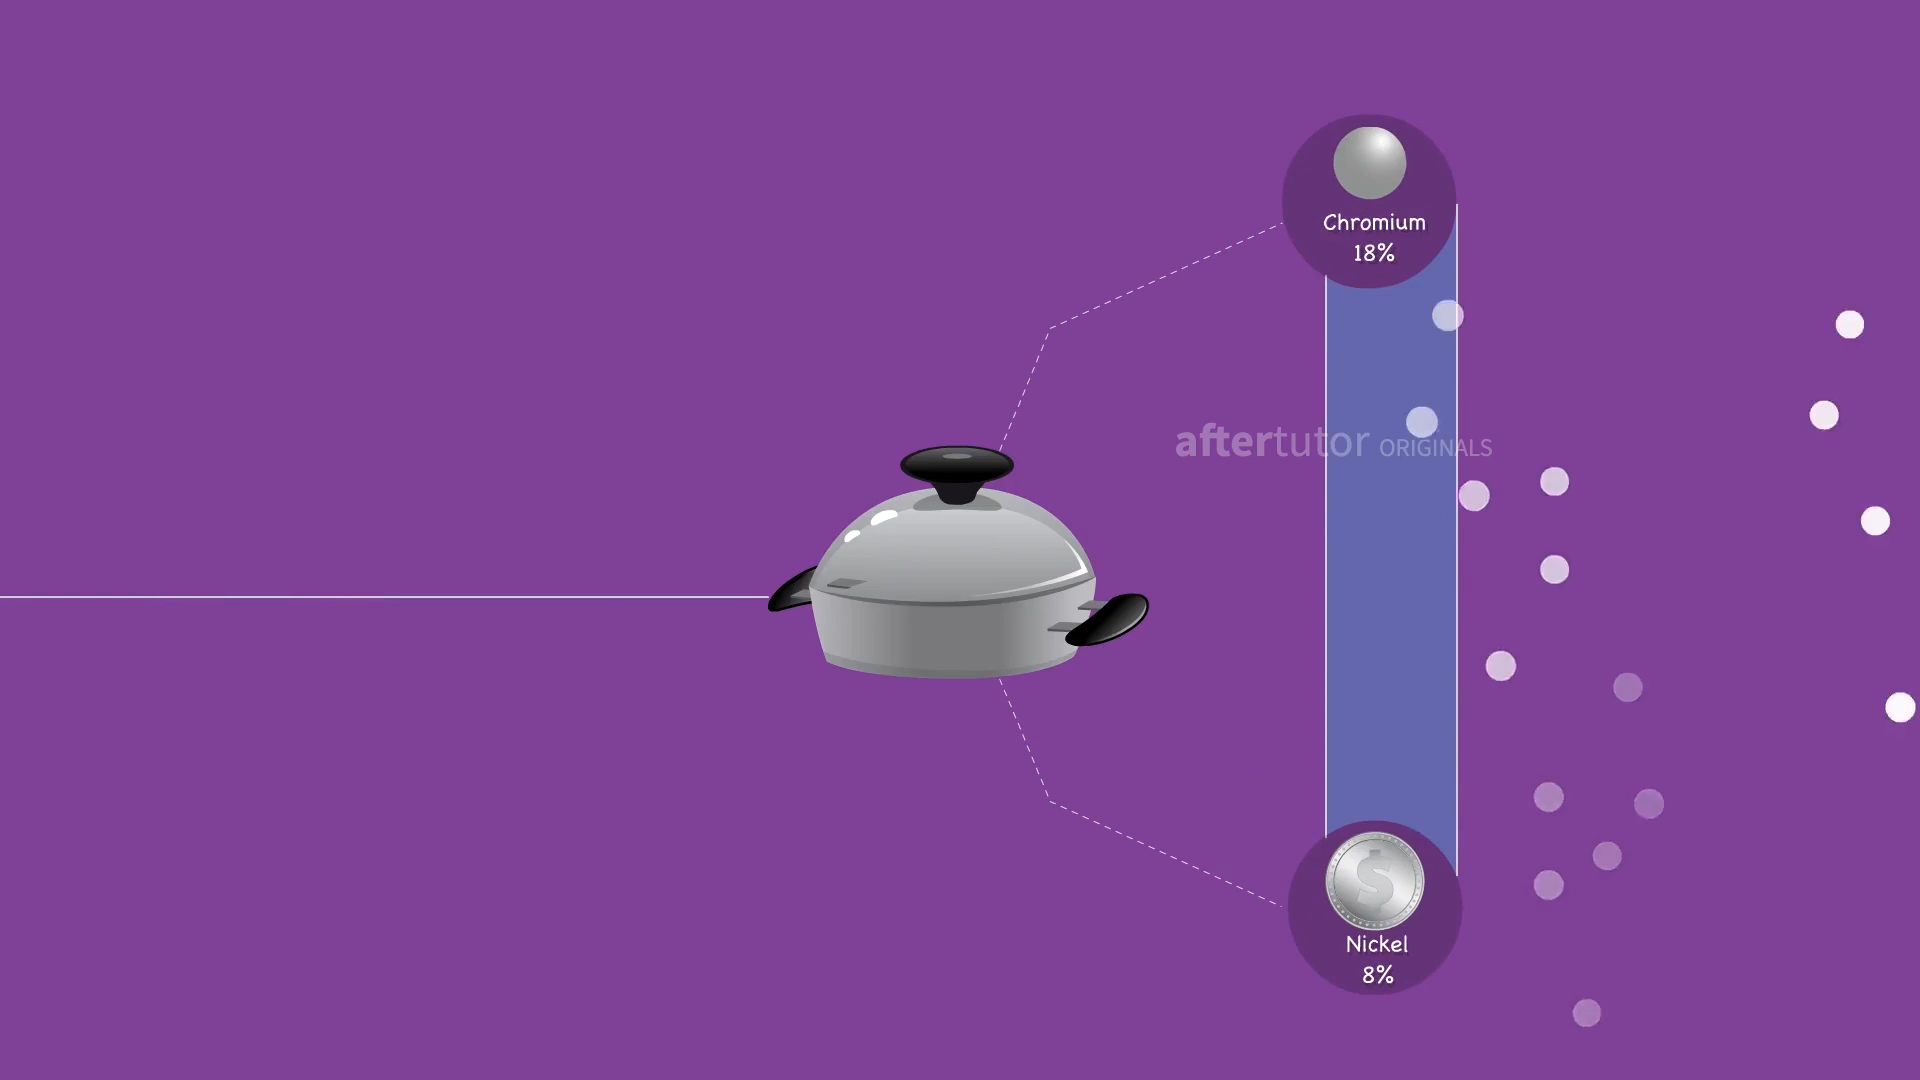 Chromium
18%
aftertutor ORIGINALS
$
Nickel
8%